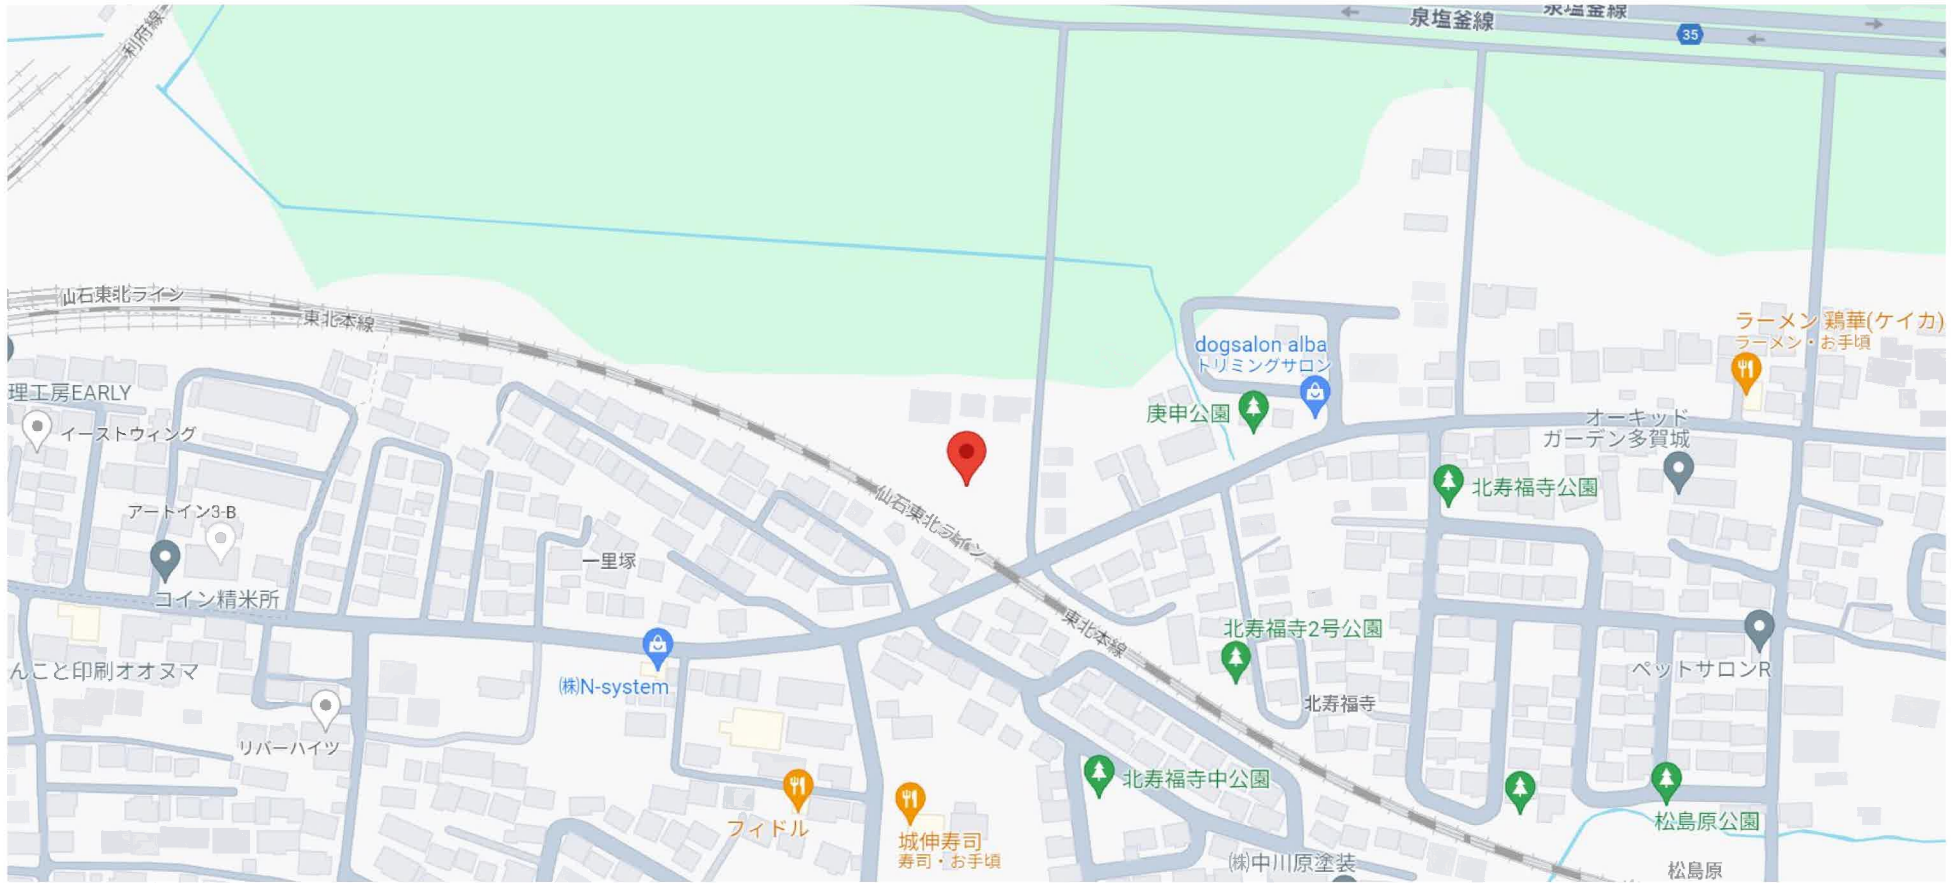 泉塩釜線
泉塩釜線
35
利府線
仙石東北ライン
東北本線
ラーメン 鶏華(ケイカ)
ラーメン・お手頃
dogsalon alba
トリミングサロン
庚申公園
理工房EARLY
イーストウィング
オーキッド
ガーデン多賀城
北寿福寺公園
アートイン3-B
仙石東北ライン
一里塚
コイン精米所
東北本線
北寿福寺2号公園
んこと印刷オオヌマ
㈱N-system
ペットサロンR
北寿福寺
リバーハイツ
北寿福寺中公園
フィドル
城伸寿司
寿司・お手頃
松島原公園
㈱中川原塗装
松島原